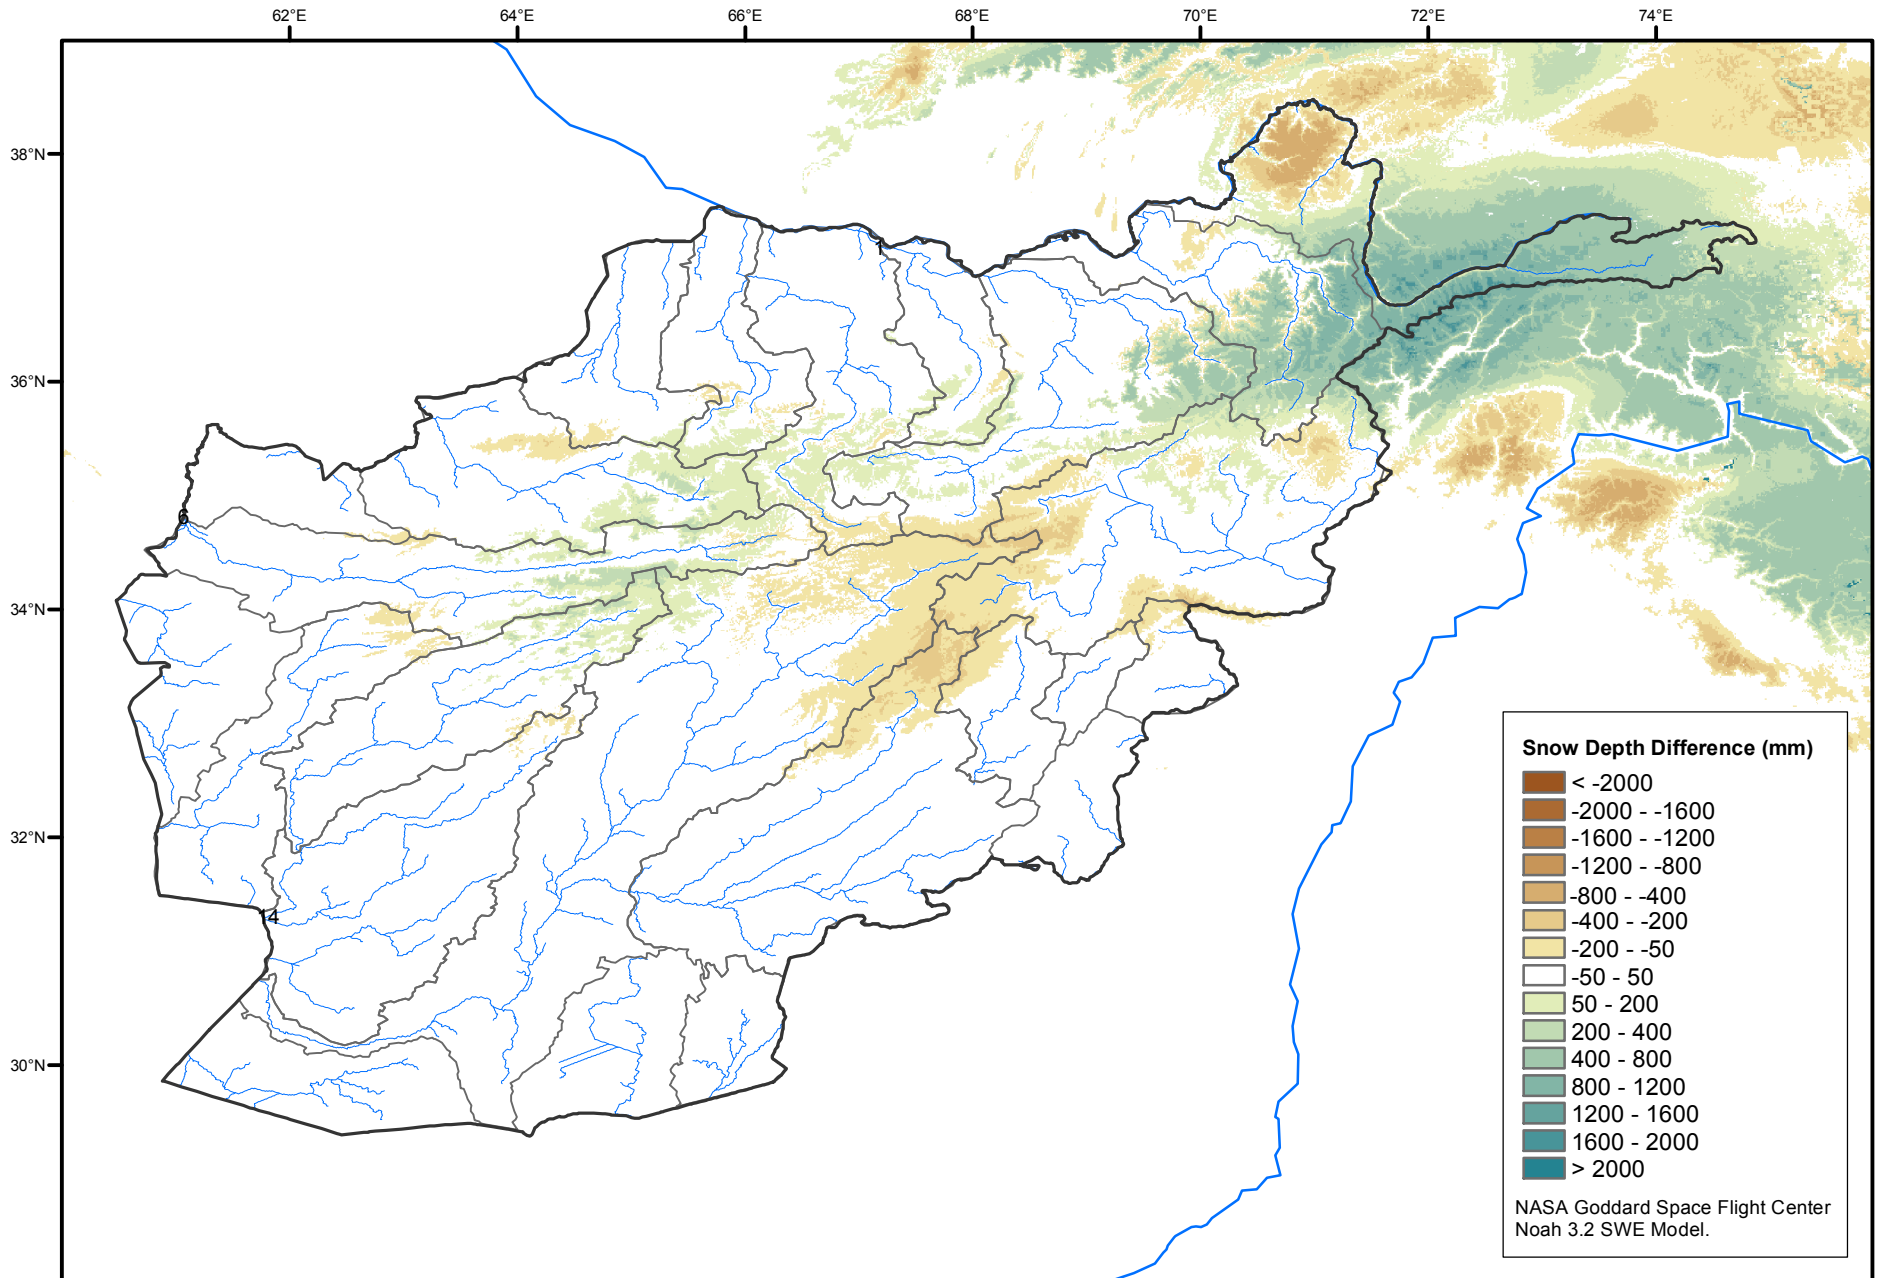 62°E 64°E 66°E 68°E 70°E 72°E 74°E
38°N
1
36°N
6
34°N
32°N
14
30°N
Snow Depth Difference (mm)
< -2000
-2000 - -1600
-1600 - -1200
-1200 - -800
-800 - -400
-400 - -200
-200 - -50
-50 - 50
50 - 200
200 - 400
400 - 800
800 - 1200
1200 - 1600
1600 - 2000
> 2000
NASA Goddard Space Flight Center
Noah 3.2 SWE Model.